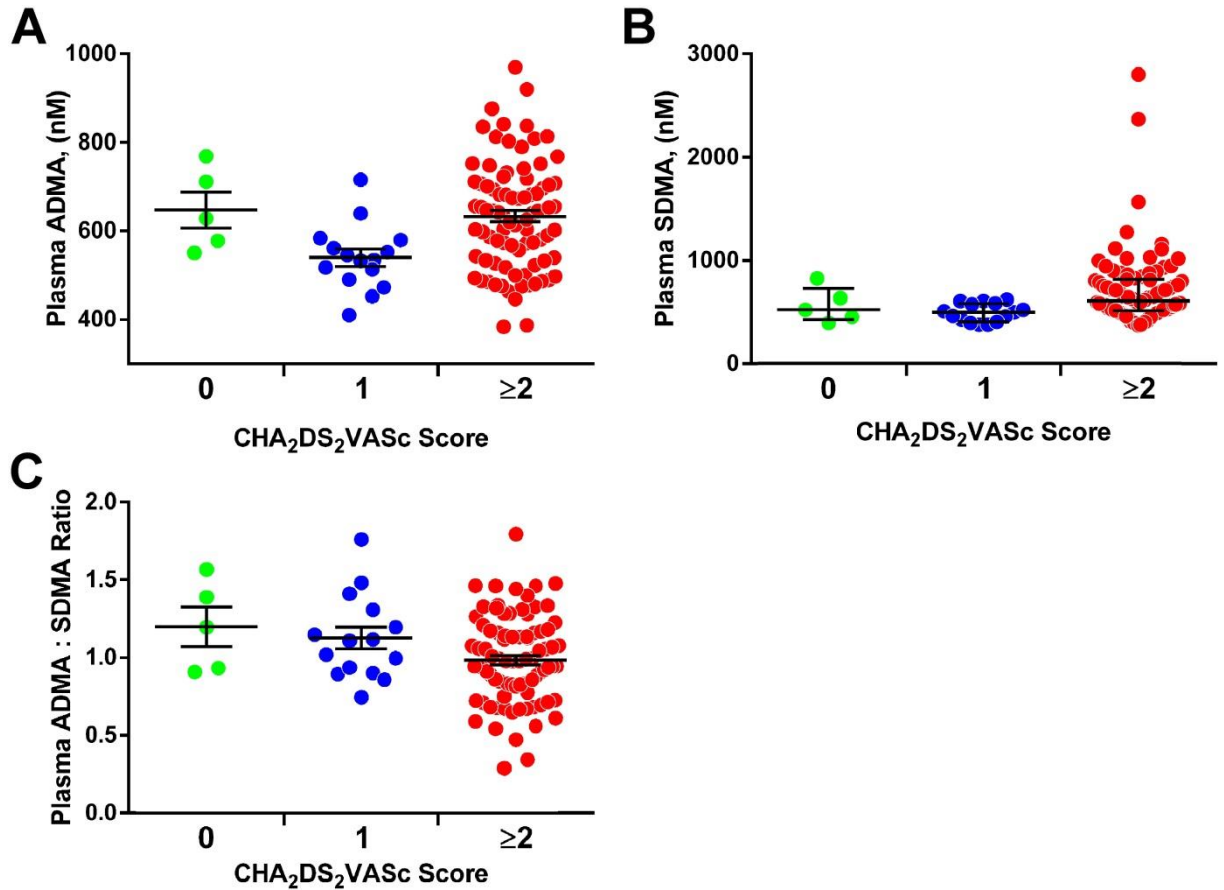 A
Plasma ADMA, (nM)
1000
800
600
400
0 1 ≥2
CHA₂DS₂VASc Score
B
Plasma SDMA, (nM)
3000
2000
1000
0
0 1 ≥2
CHA₂DS₂VASc Score
C
Plasma ADMA : SDMA Ratio
2.0
1.5
1.0
0.5
0.0
0 1 ≥2
CHA₂DS₂VASc Score